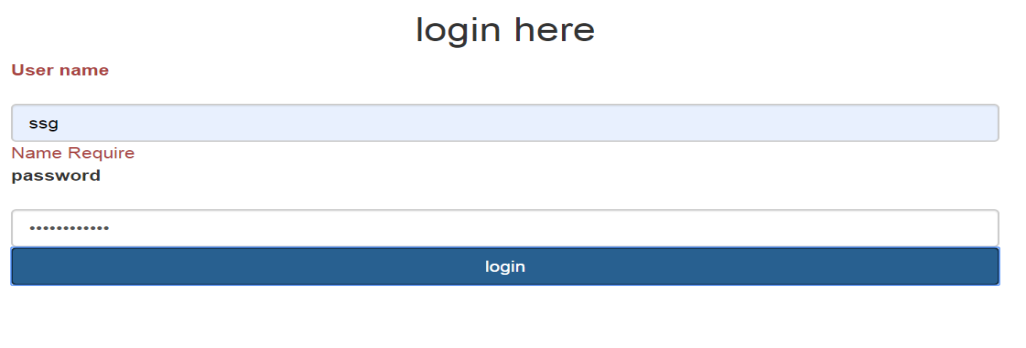 login here
User name
ssg
Name Require
password
••••••••••••
login